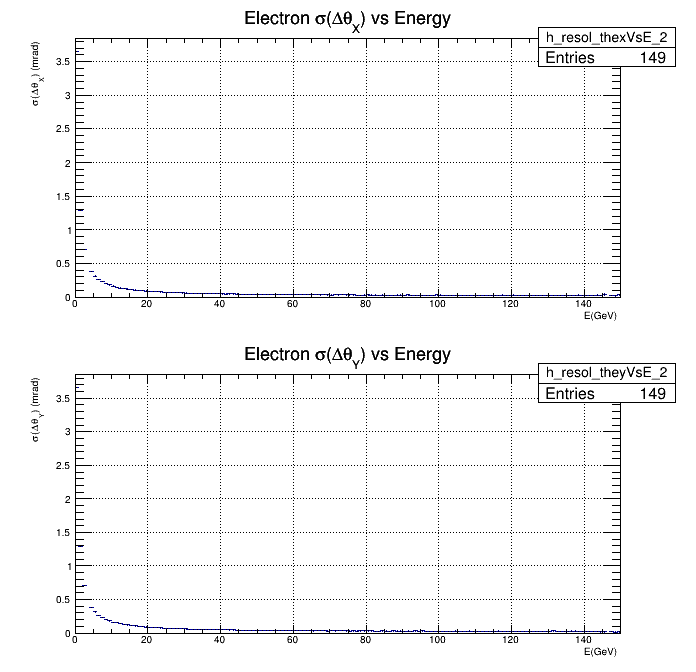 Electron σ(Δθ_X) vs Energy
h_resol_thexVsE_2
Entries 149
σ(Δθ_X) (mrad)
3.5
3
2.5
2
1.5
1
0.5
0
0 20 40 60 80 100 120 140
E(GeV)
Electron σ(Δθ_Y) vs Energy
h_resol_theyVsE_2
Entries 149
σ(Δθ_Y) (mrad)
3.5
3
2.5
2
1.5
1
0.5
0
0 20 40 60 80 100 120 140
E(GeV)